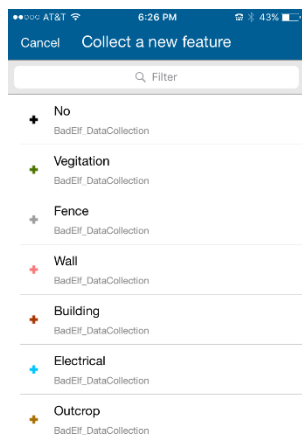 AT&T 6:26 PM 43%
Cancel Collect a new feature
Filter
No
BadElf_DataCollection
Vegitation
BadElf_DataCollection
Fence
BadElf_DataCollection
Wall
BadElf_DataCollection
Building
BadElf_DataCollection
Electrical
BadElf_DataCollection
Outcrop
BadElf_DataCollection